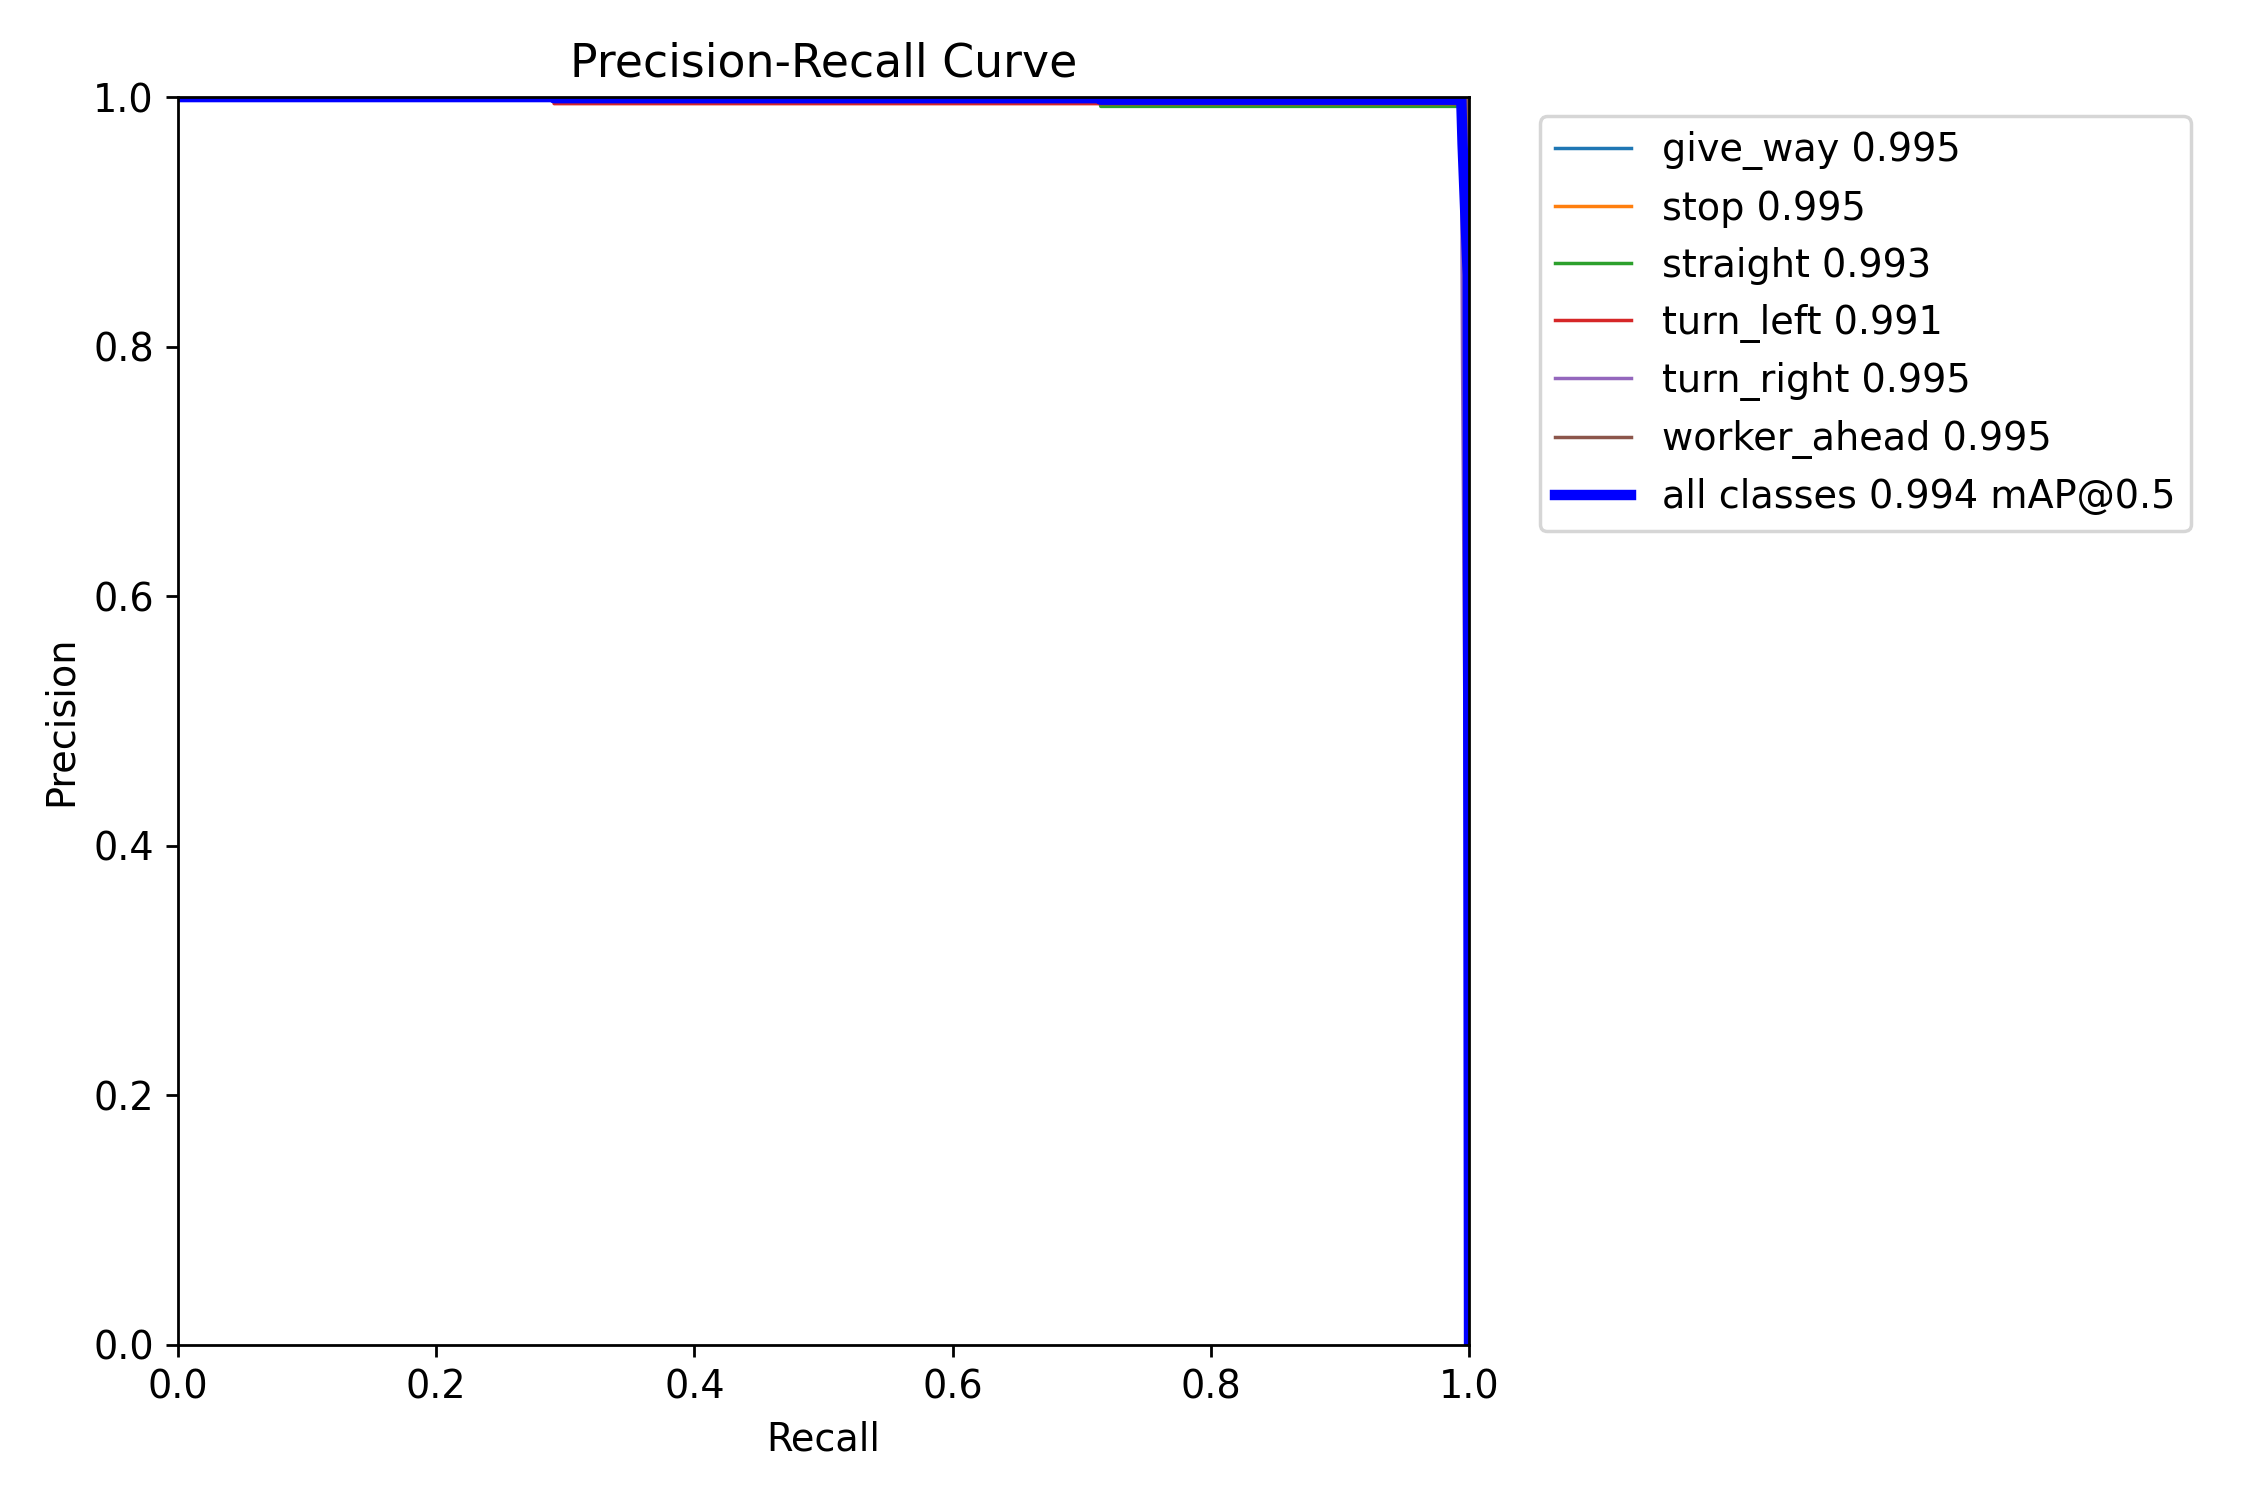 Precision-Recall Curve
1.0
0.8
0.6
0.4
0.2
0.0
Precision
0.0 0.2 0.4 0.6 0.8 1.0
Recall
give_way 0.995
stop 0.995
straight 0.993
turn_left 0.991
turn_right 0.995
worker_ahead 0.995
all classes 0.994 mAP@0.5